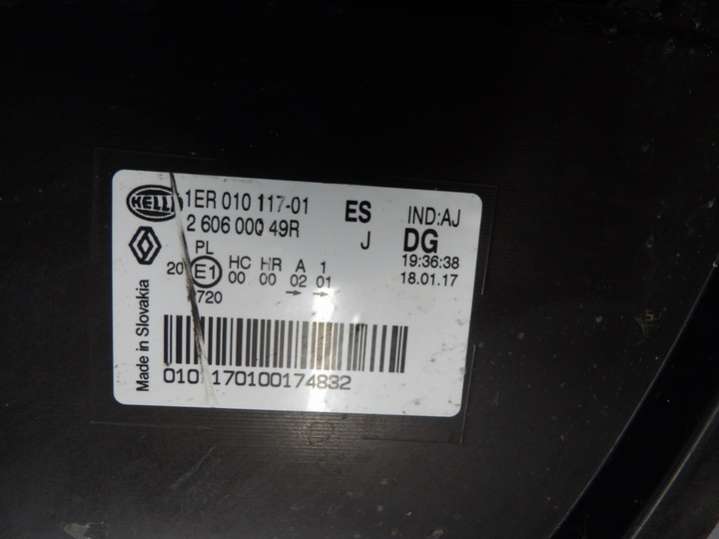 HELLA 1ER 010 117-01 ES IND:AJ
2 606 000 49R J DG
PL 19:36:38
20 E1 HC HR A 1 18.01.17
00 00 02 01
720
Made in Slovakia
010 170100174832